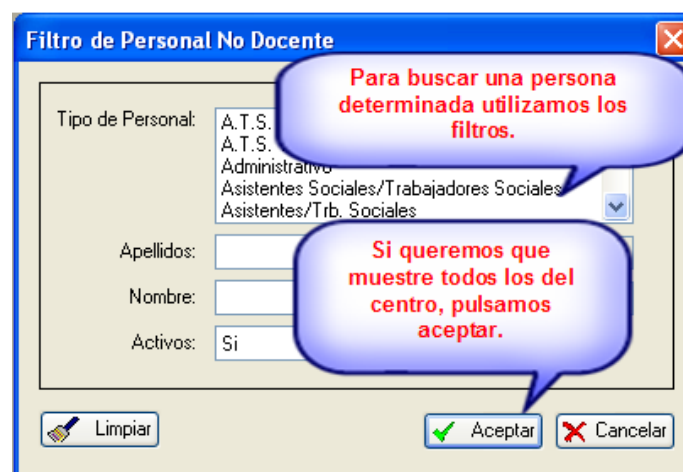 Filtro de Personal No Docente
Para buscar una persona
determinada utilizamos los
filtros.
Tipo de Personal:
A.T.S.
A.T.S.
Administrativo
Asistentes Sociales/Trabajadores Sociales
Asistentes/Trb. Sociales
Si queremos que
muestre todos los del
centro, pulsamos
aceptar.
Apellidos:
Nombre:
Activos:
Si
Limpiar
Aceptar
Cancelar